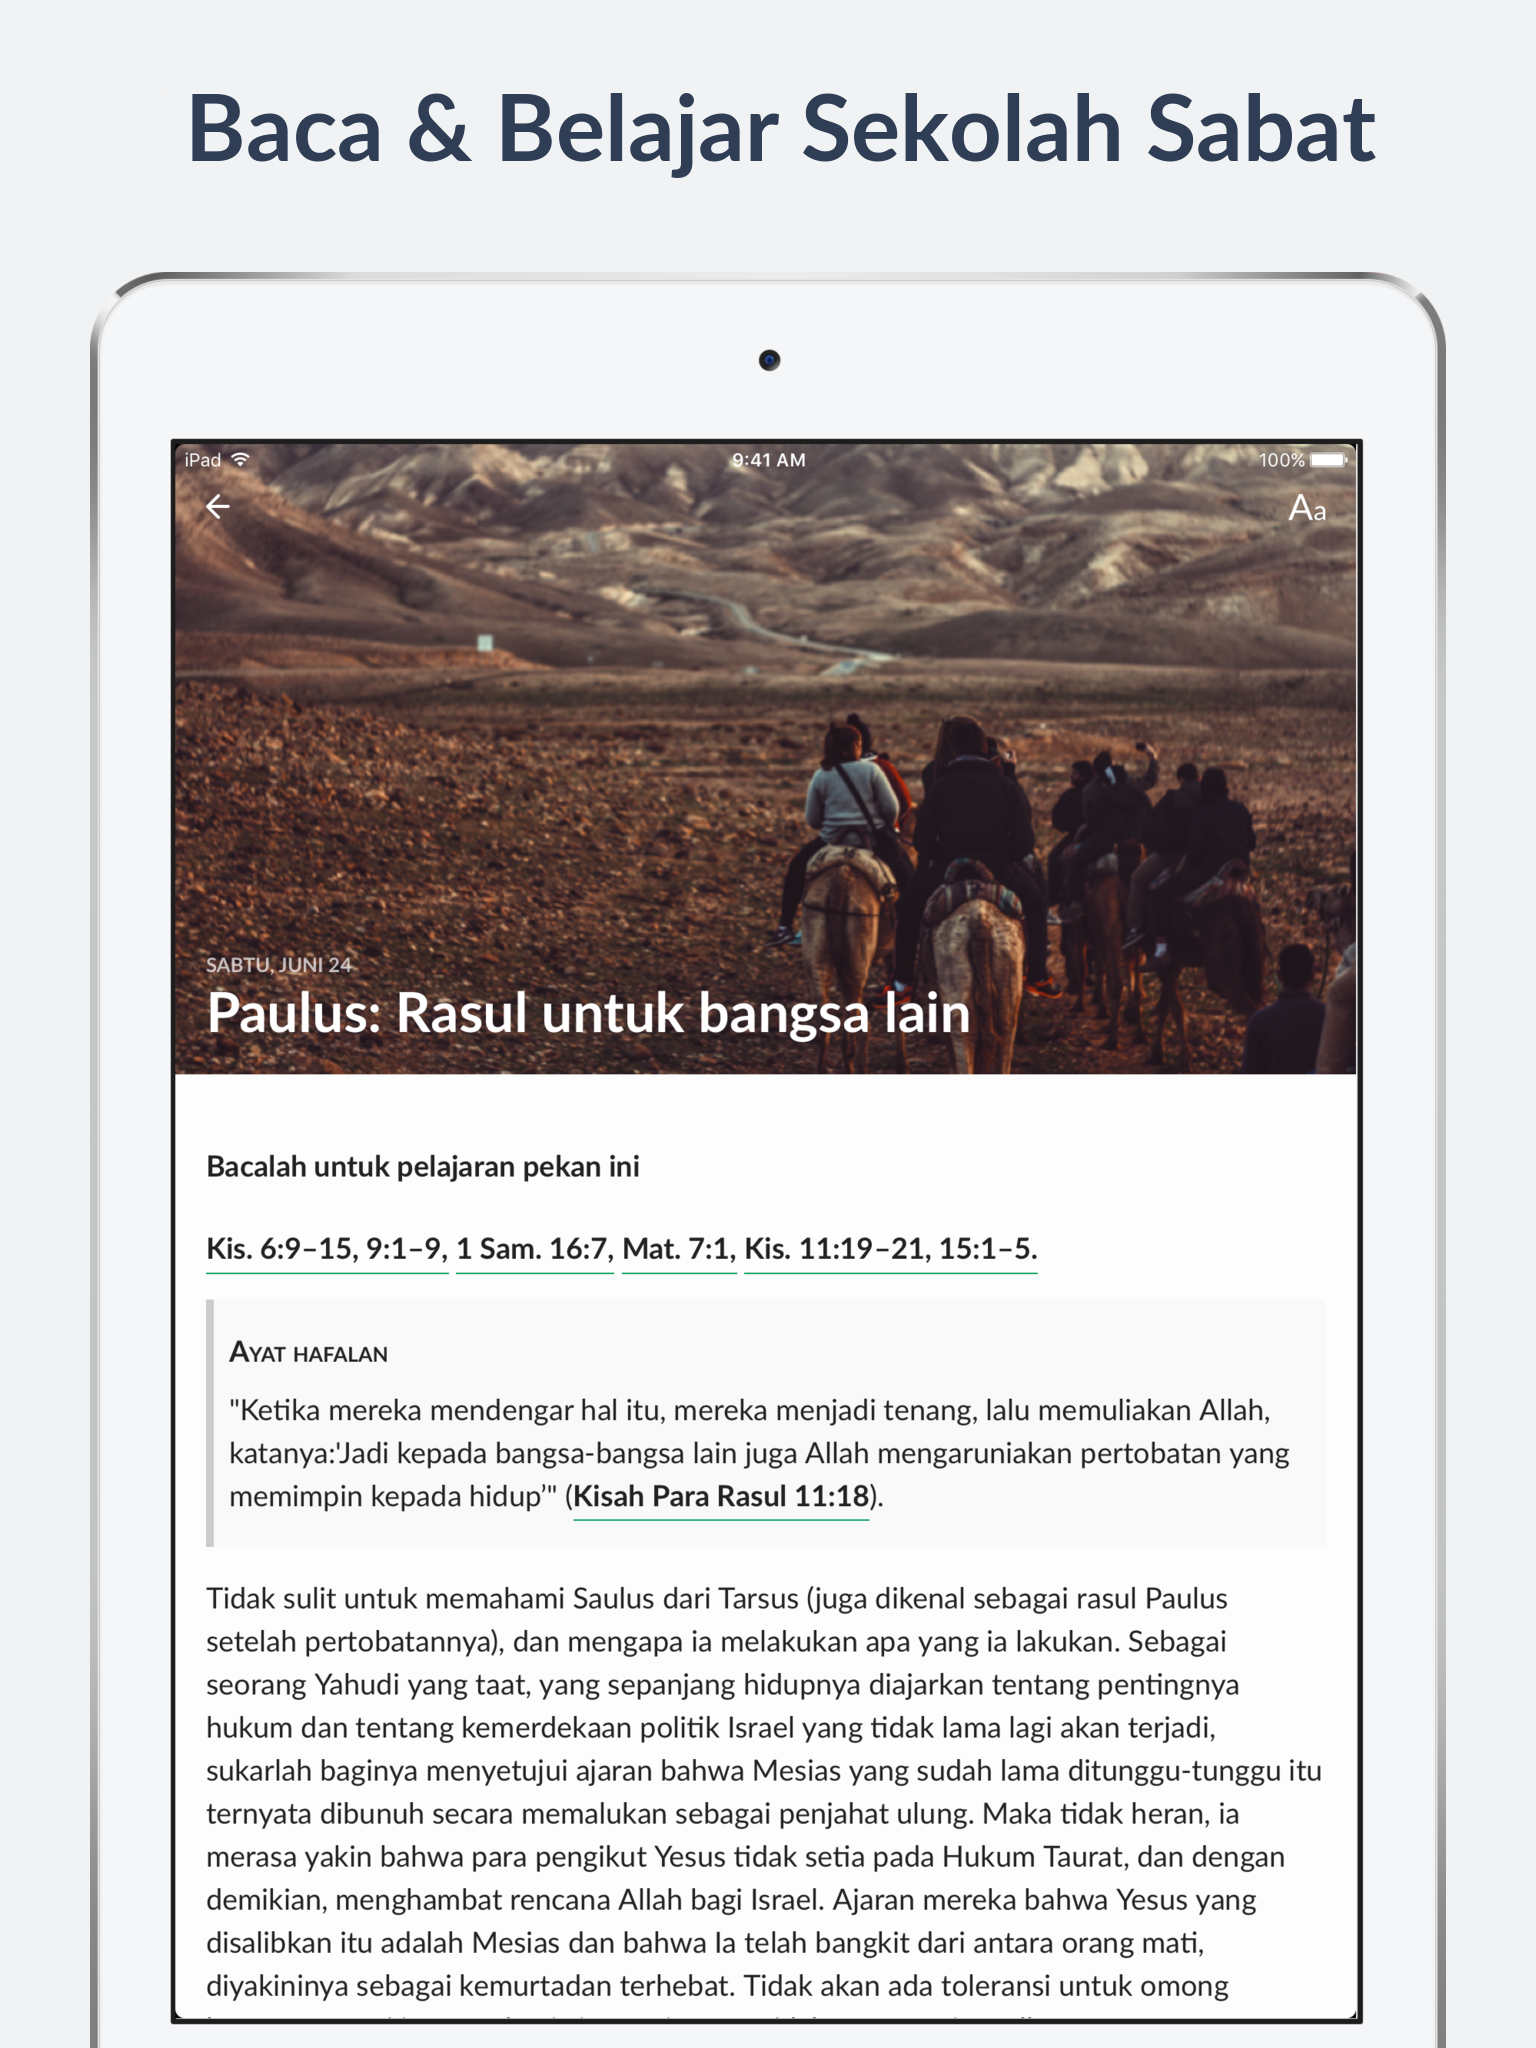 Baca & Belajar Sekolah Sabat
iPad 9:41 AM 100%
Aa
SABTU, JUNI 24
Paulus: Rasul untuk bangsa lain
Bacalah untuk pelajaran pekan ini
Kis. 6:9–15, 9:1–9, 1 Sam. 16:7, Mat. 7:1, Kis. 11:19–21, 15:1–5.
AYAT HAFALAN
"Ketika mereka mendengar hal itu, mereka menjadi tenang, lalu memuliakan Allah,
katanya:'Jadi kepada bangsa-bangsa lain juga Allah mengaruniakan pertobatan yang
memimpin kepada hidup’" (Kisah Para Rasul 11:18).
Tidak sulit untuk memahami Saulus dari Tarsus (juga dikenal sebagai rasul Paulus
setelah pertobatannya), dan mengapa ia melakukan apa yang ia lakukan. Sebagai
seorang Yahudi yang taat, yang sepanjang hidupnya diajarkan tentang pentingnya
hukum dan tentang kemerdekaan politik Israel yang tidak lama lagi akan terjadi,
sukarlah baginya menyetujui ajaran bahwa Mesias yang sudah lama ditunggu-tunggu itu
ternyata dibunuh secara memalukan sebagai penjahat ulung. Maka tidak heran, ia
merasa yakin bahwa para pengikut Yesus tidak setia pada Hukum Taurat, dan dengan
demikian, menghambat rencana Allah bagi Israel. Ajaran mereka bahwa Yesus yang
disalibkan itu adalah Mesias dan bahwa Ia telah bangkit dari antara orang mati,
diyakininya sebagai kemurtadan terhebat. Tidak akan ada toleransi untuk omong